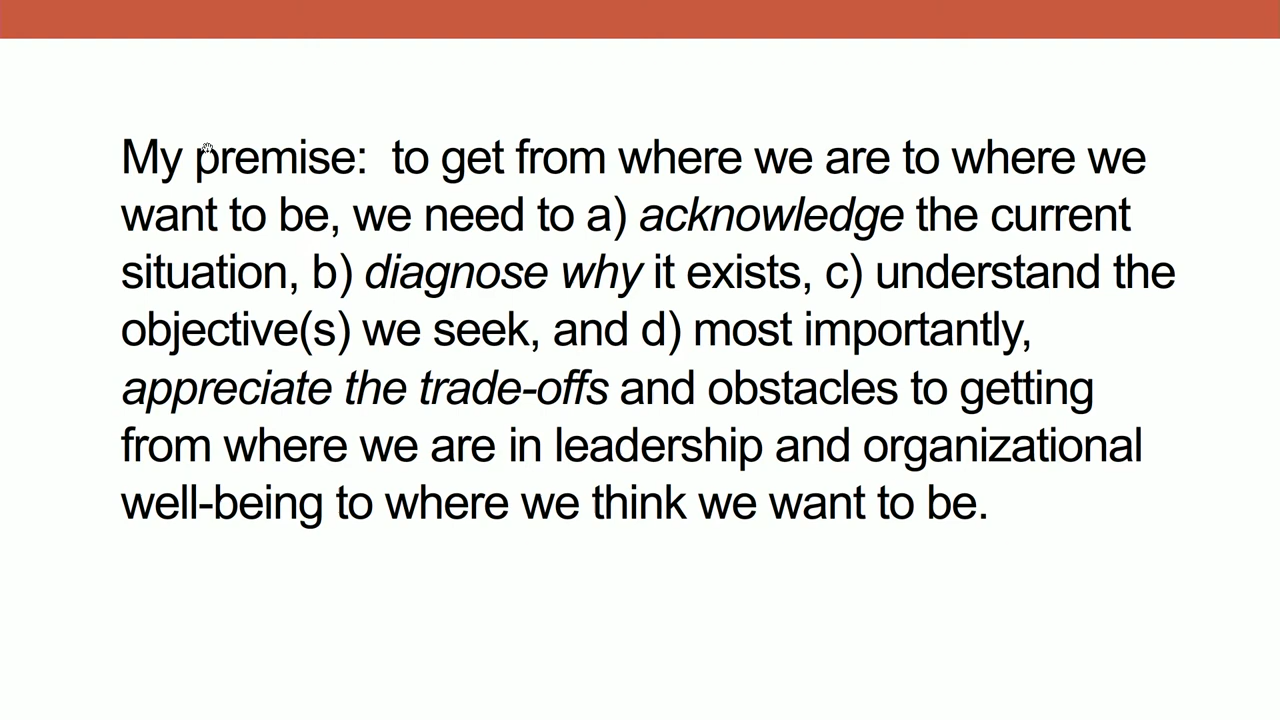 My premise:  to get from where we are to where we
want to be, we need to a) acknowledge the current
situation, b) diagnose why it exists, c) understand the
objective(s) we seek, and d) most importantly,
appreciate the trade-offs and obstacles to getting
from where we are in leadership and organizational
well-being to where we think we want to be.